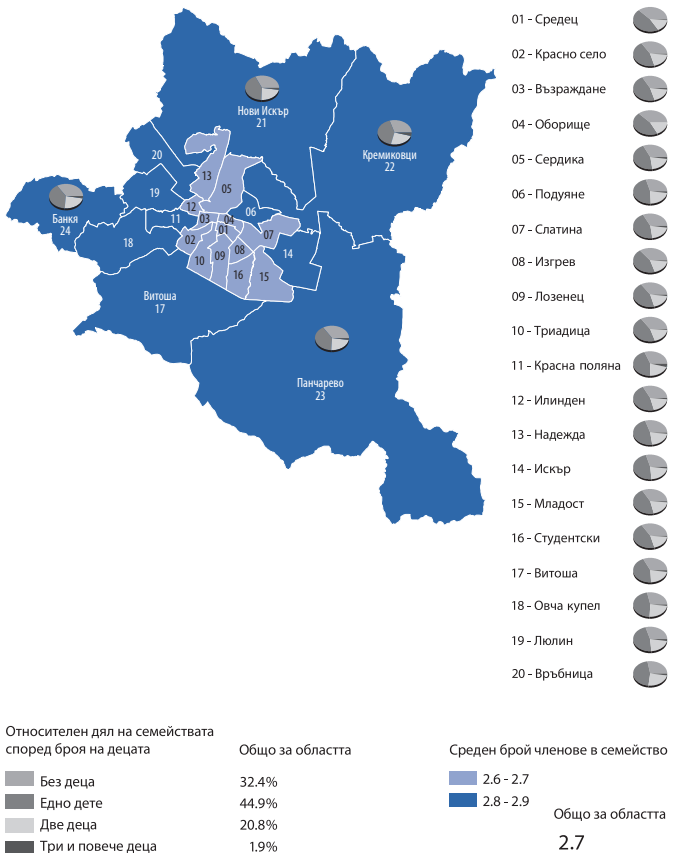 01 - Средец
02 - Красно село
03 - Възраждане
04 - Оборище
05 - Сердика
06 - Подуяне
07 - Слатина
08 - Изгрев
09 - Лозенец
10 - Триадица
11 - Красна поляна
12 - Илинден
13 - Надежда
14 - Искър
15 - Младост
16 - Студентски
17 - Витоша
18 - Овча купел
19 - Люлин
20 - Връбница
Нови Искър
21
Кремиковци
22
20
13
05
19
12
Банкя
24
11
03
04
06
01
18
02
07
08
09
10
14
16
15
Витоша
17
Панчарево
23
Относителен дял на семействата
според броя на децата
Общо за областта
Без деца 32.4%
Едно дете 44.9%
Две деца 20.8%
Три и повече деца 1.9%
Среден брой членове в семейство
2.6 - 2.7
2.8 - 2.9
Общо за областта
2.7